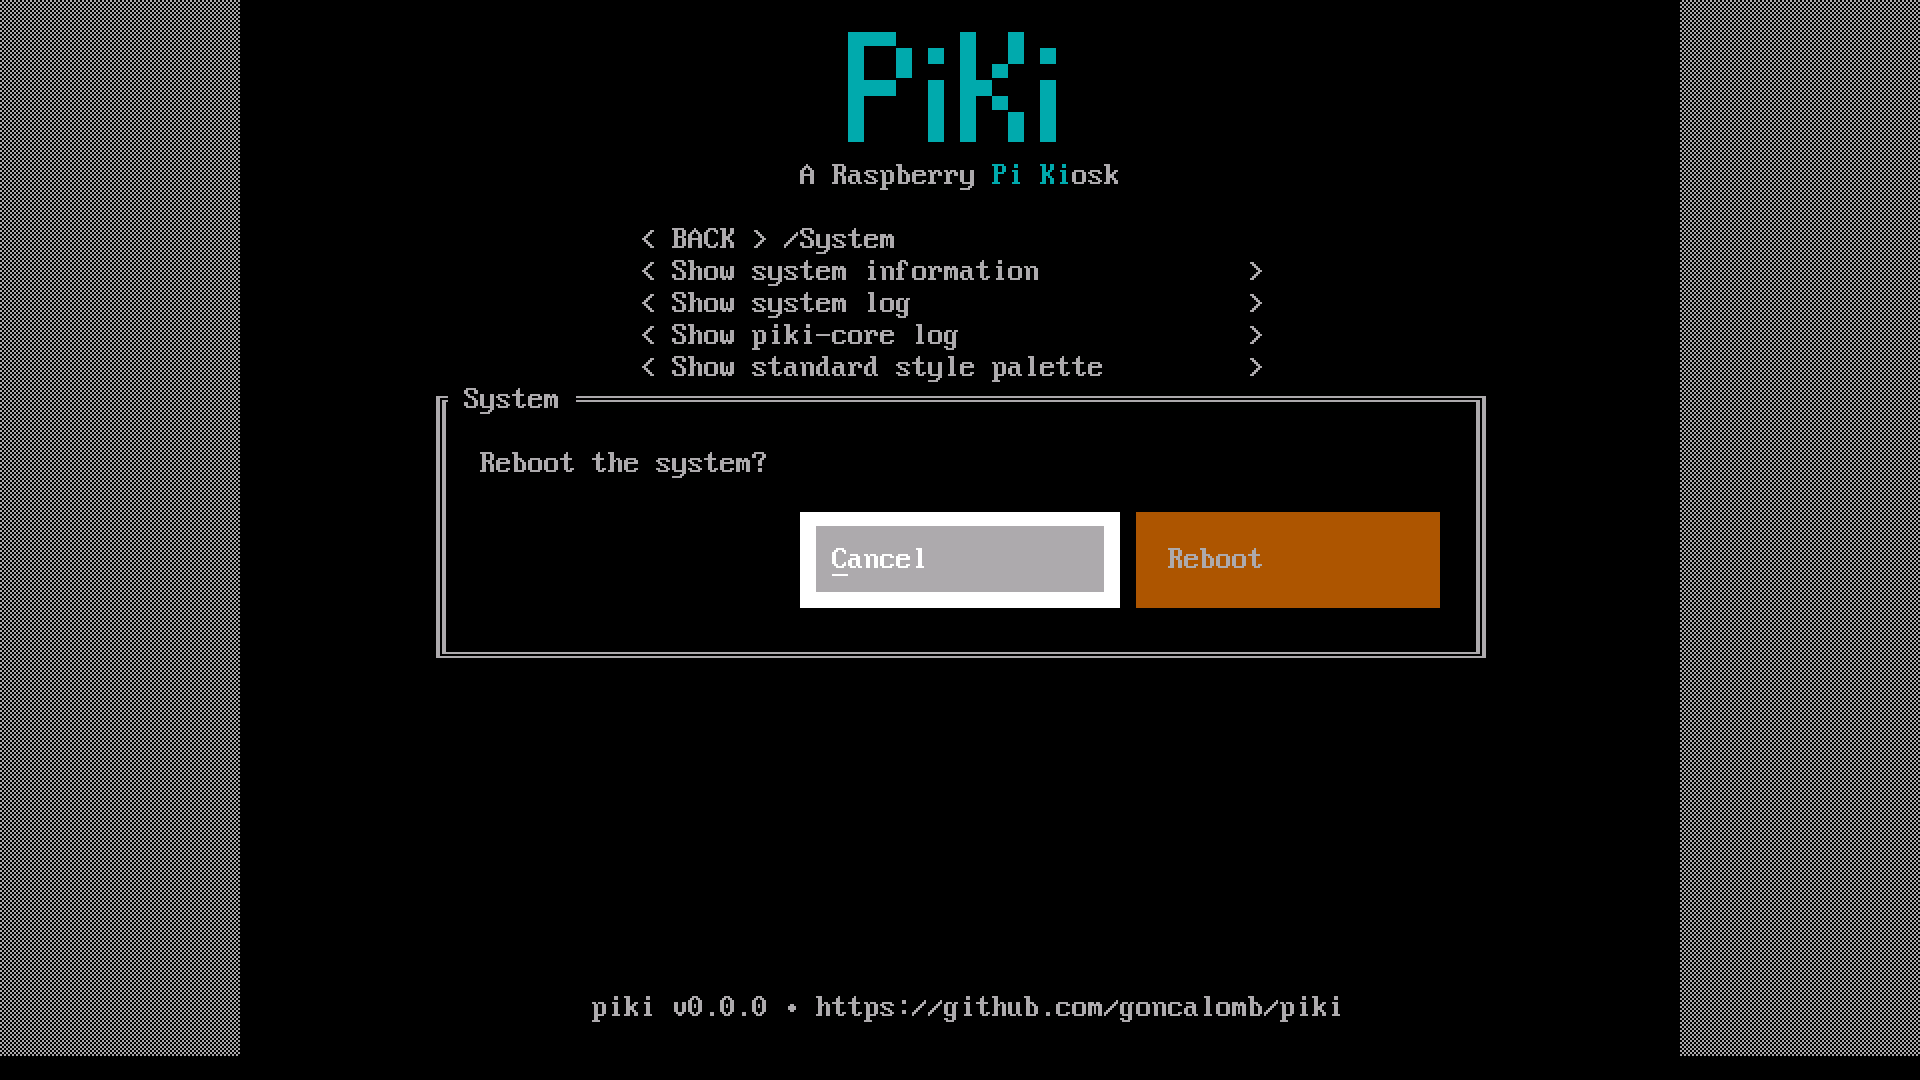 PiKi
A Raspberry Pi Kiosk
< BACK > /System
< Show system information >
< Show system log >
< Show piki-core log >
< Show standard style palette >
System
Reboot the system?
Cancel Reboot
piki v0.0.0 • https://github.com/goncalomb/piki